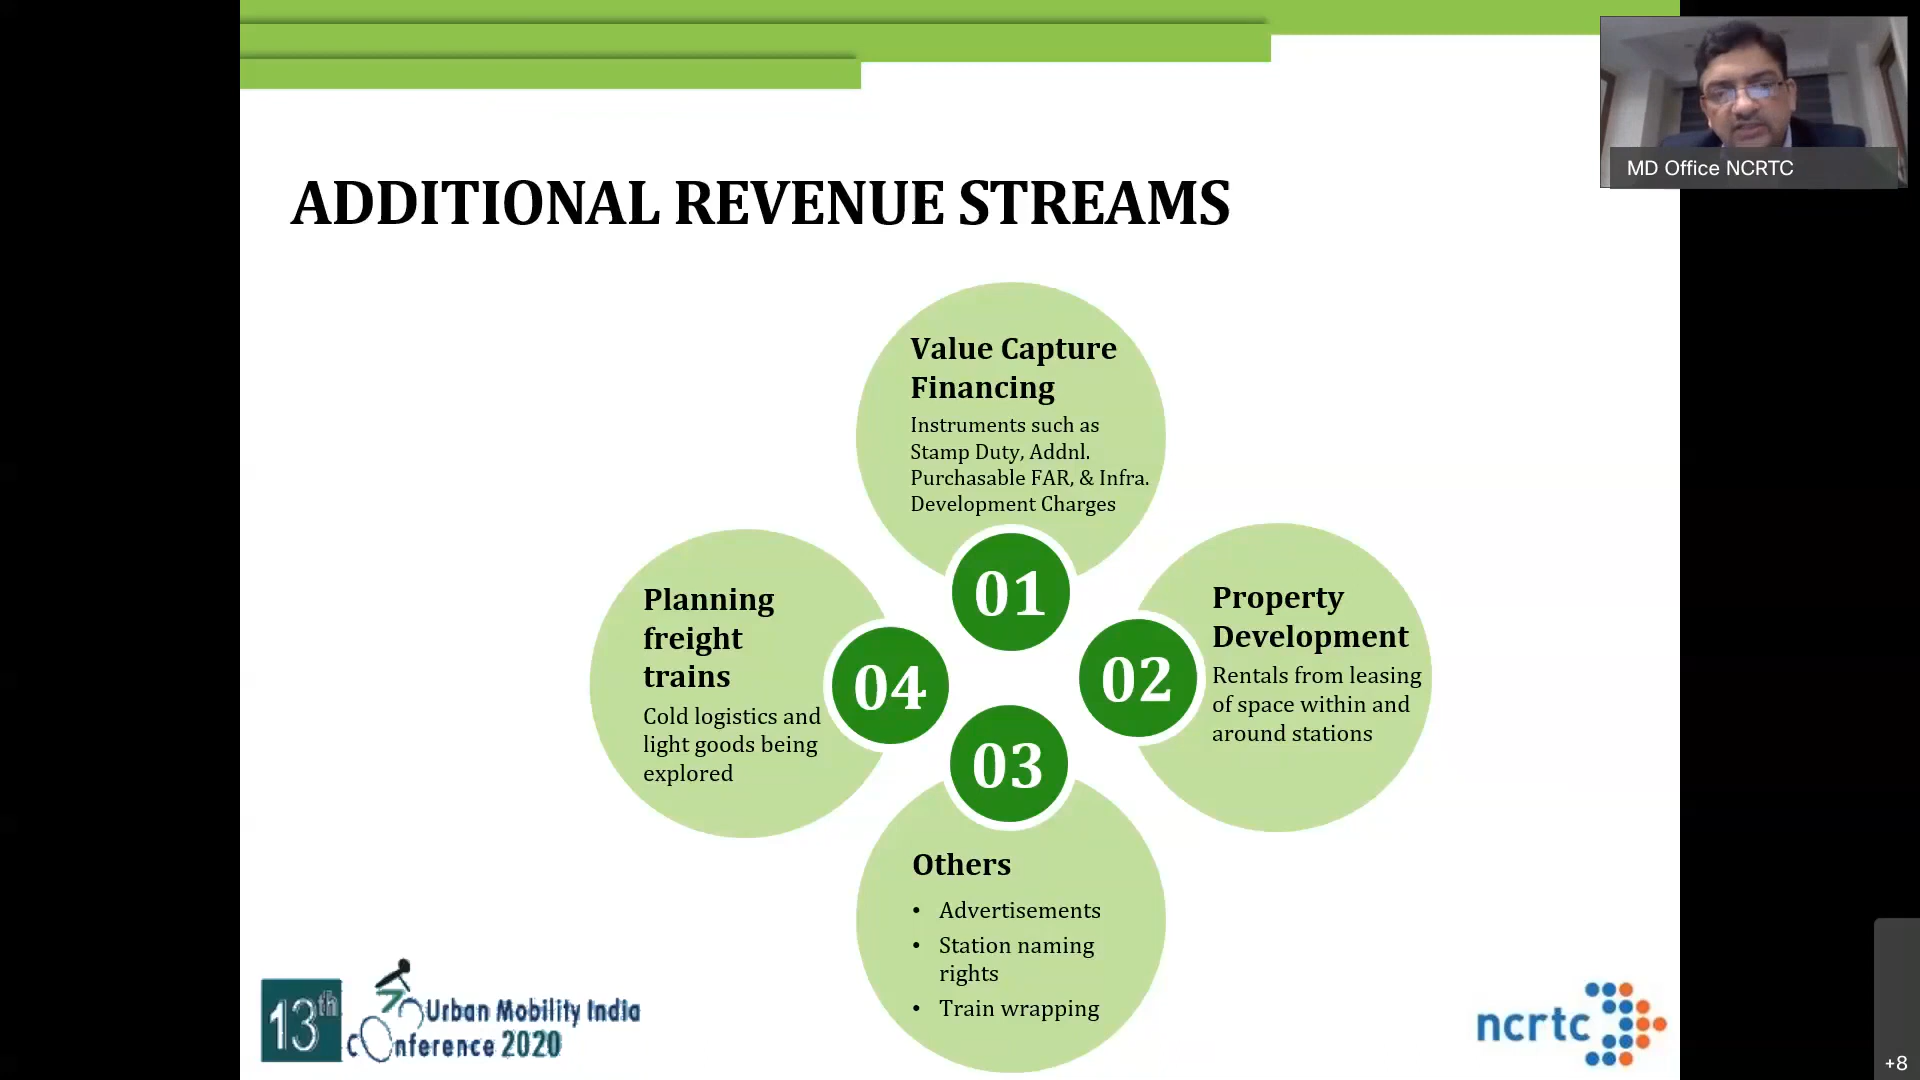 MD Office NCRTC
ADDITIONAL REVENUE STREAMS
Value Capture
Financing
Instruments such as
Stamp Duty, Addnl.
Purchasable FAR, & Infra.
Development Charges
01
Property
Development
Rentals from leasing
of space within and
around stations
02
Others
• Advertisements
• Station naming
rights
• Train wrapping
03
Planning
freight
trains
Cold logistics and
light goods being
explored
04
13th
Urban Mobility India
Conference 2020
ncrtc
+8